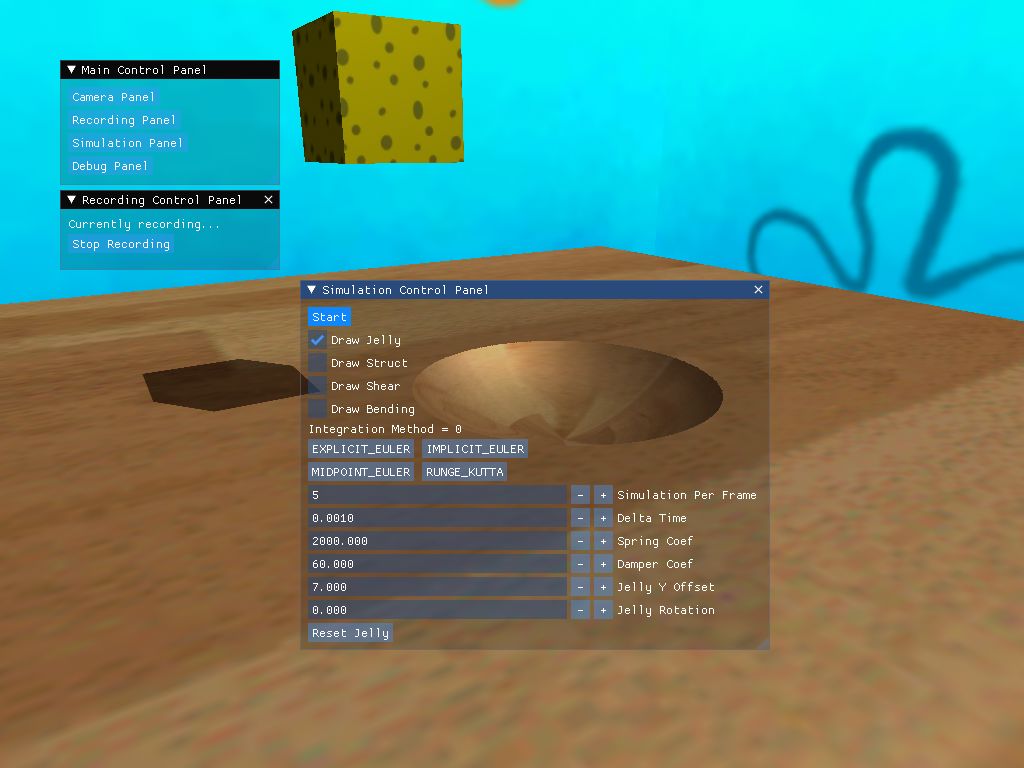 Main Control Panel
Camera Panel
Recording Panel
Simulation Panel
Debug Panel
Recording Control Panel
Currently recording...
Stop Recording
Simulation Control Panel
Start
Draw Jelly
Draw Struct
Draw Shear
Draw Bending
Integration Method = 0
EXPLICIT_EULER IMPLICIT_EULER
MIDPOINT_EULER RUNGE_KUTTA
5 - + Simulation Per Frame
0.0010 - + Delta Time
2000.000 - + Spring Coef
60.000 - + Damper Coef
7.000 - + Jelly Y Offset
0.000 - + Jelly Rotation
Reset Jelly